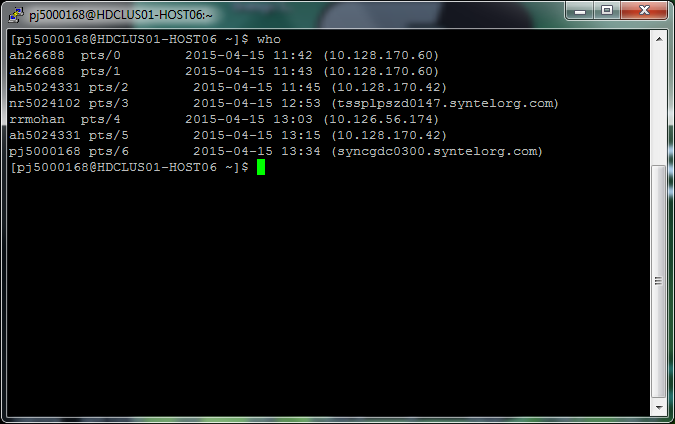 pj5000168@HDCLUS01-HOST06:~
[pj5000168@HDCLUS01-HOST06 ~]$ who
ah26688  pts/0        2015-04-15 11:42 (10.128.170.60)
ah26688  pts/1        2015-04-15 11:43 (10.128.170.60)
ah5024331 pts/2        2015-04-15 11:45 (10.128.170.42)
nr5024102 pts/3        2015-04-15 12:53 (tssplpszd0147.syntelorg.com)
rrmohan  pts/4        2015-04-15 13:03 (10.126.56.174)
ah5024331 pts/5        2015-04-15 13:15 (10.128.170.42)
pj5000168 pts/6        2015-04-15 13:34 (syncgdc0300.syntelorg.com)
[pj5000168@HDCLUS01-HOST06 ~]$